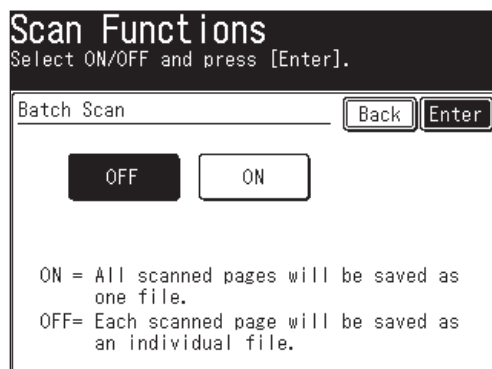 Scan Functions
Select ON/OFF and press [Enter].
Batch Scan
Back Enter
OFF ON
ON = All scanned pages will be saved as
one file.
OFF= Each scanned page will be saved as
an individual file.